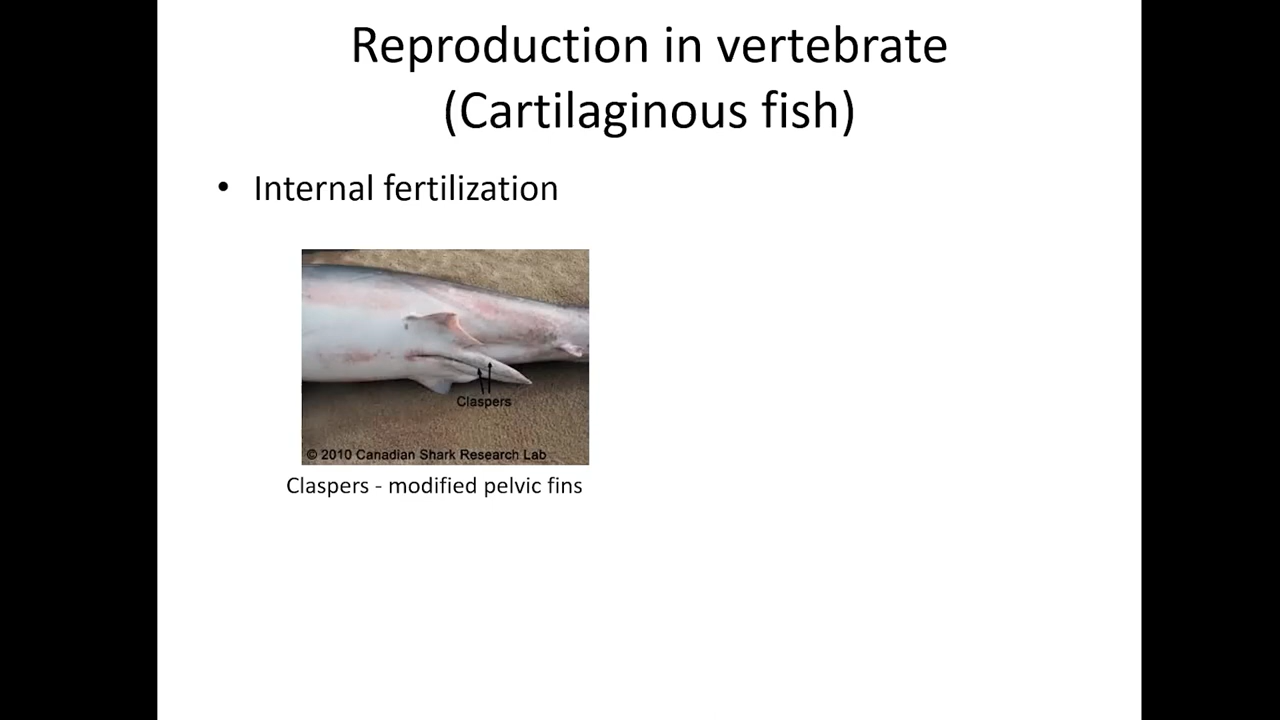 Reproduction in vertebrate
(Cartilaginous fish)
• Internal fertilization
Claspers
© 2010 Canadian Shark Research Lab
Claspers - modified pelvic fins